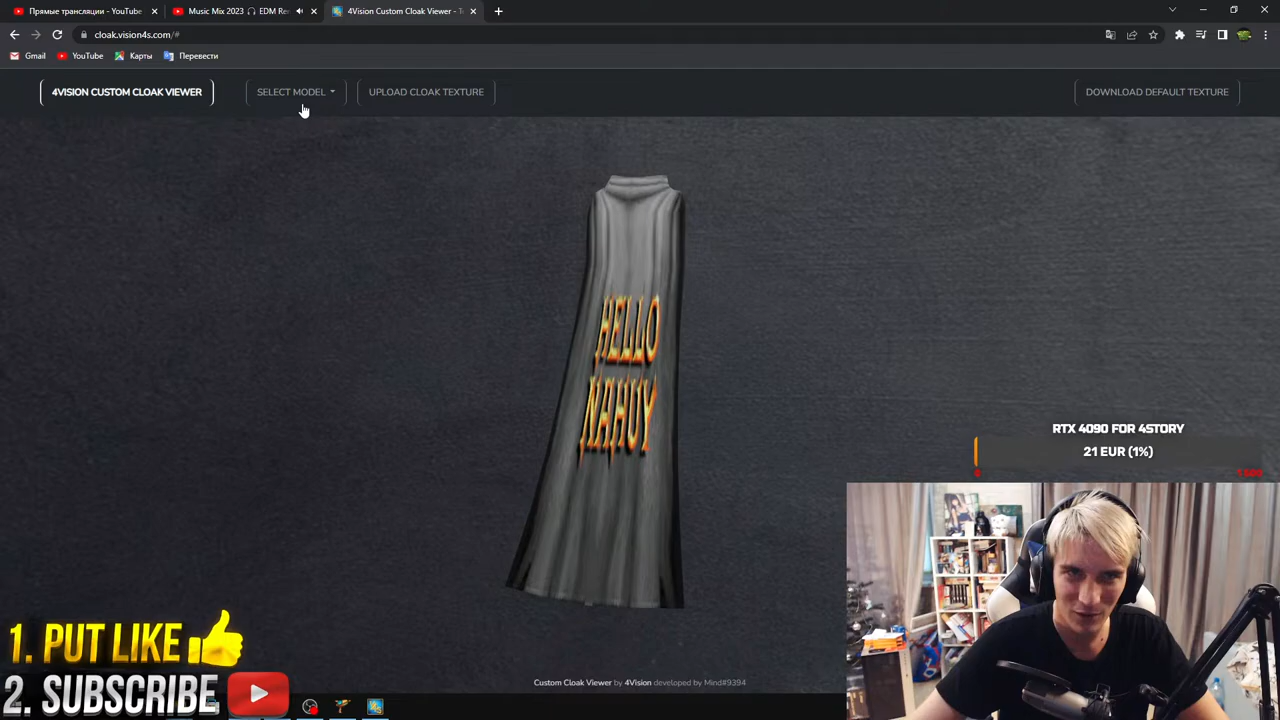 Прямые трансляции - YouTube
Music Mix 2023 🎧 EDM Re
4Vision Custom Cloak Viewer - T
cloak.vision4s.com/#
Gmail
YouTube
Карты
Перевести
4VISION CUSTOM CLOAK VIEWER
SELECT MODEL
UPLOAD CLOAK TEXTURE
DOWNLOAD DEFAULT TEXTURE
HELLO
NAHUY
RTX 4090 FOR 4STORY
21 EUR (1%)
1. PUT LIKE
2. SUBSCRIBE
Custom Cloak Viewer by 4Vision developed by Mind#9394